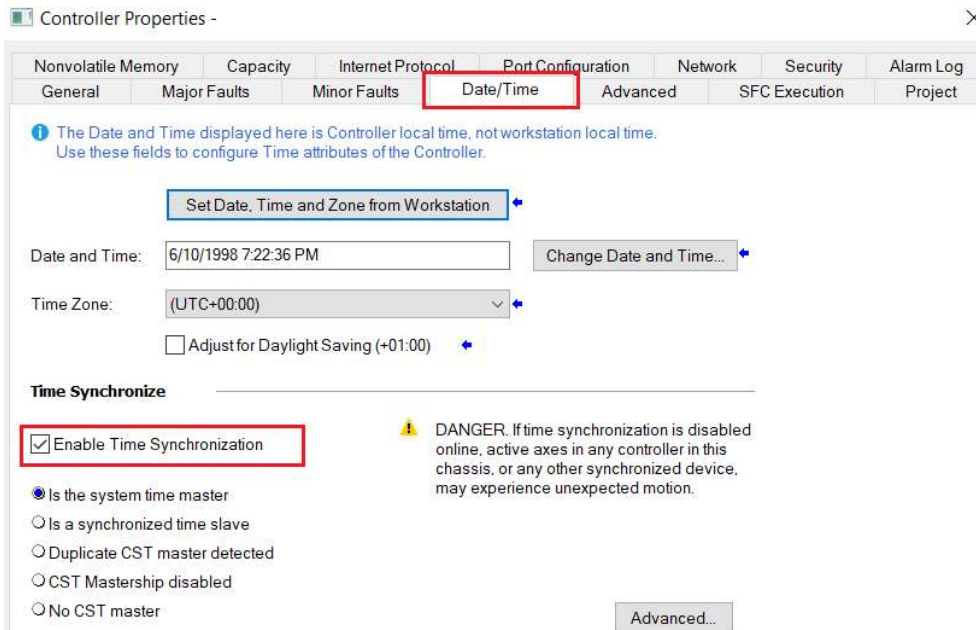 Controller Properties -
Nonvolatile Memory Capacity Internet Protocol Port Configuration Network Security Alarm Log
General Major Faults Minor Faults Date/Time Advanced SFC Execution Project
The Date and Time displayed here is Controller local time, not workstation local time.
Use these fields to configure Time attributes of the Controller.
Set Date, Time and Zone from Workstation
Date and Time: 6/10/1998 7:22:36 PM Change Date and Time...
Time Zone: (UTC+00:00)
Adjust for Daylight Saving (+01:00)
Time Synchronize
Enable Time Synchronization
DANGER. If time synchronization is disabled
online, active axes in any controller in this
chassis, or any other synchronized device,
may experience unexpected motion.
Is the system time master
Is a synchronized time slave
Duplicate CST master detected
CST Mastership disabled
No CST master
Advanced...